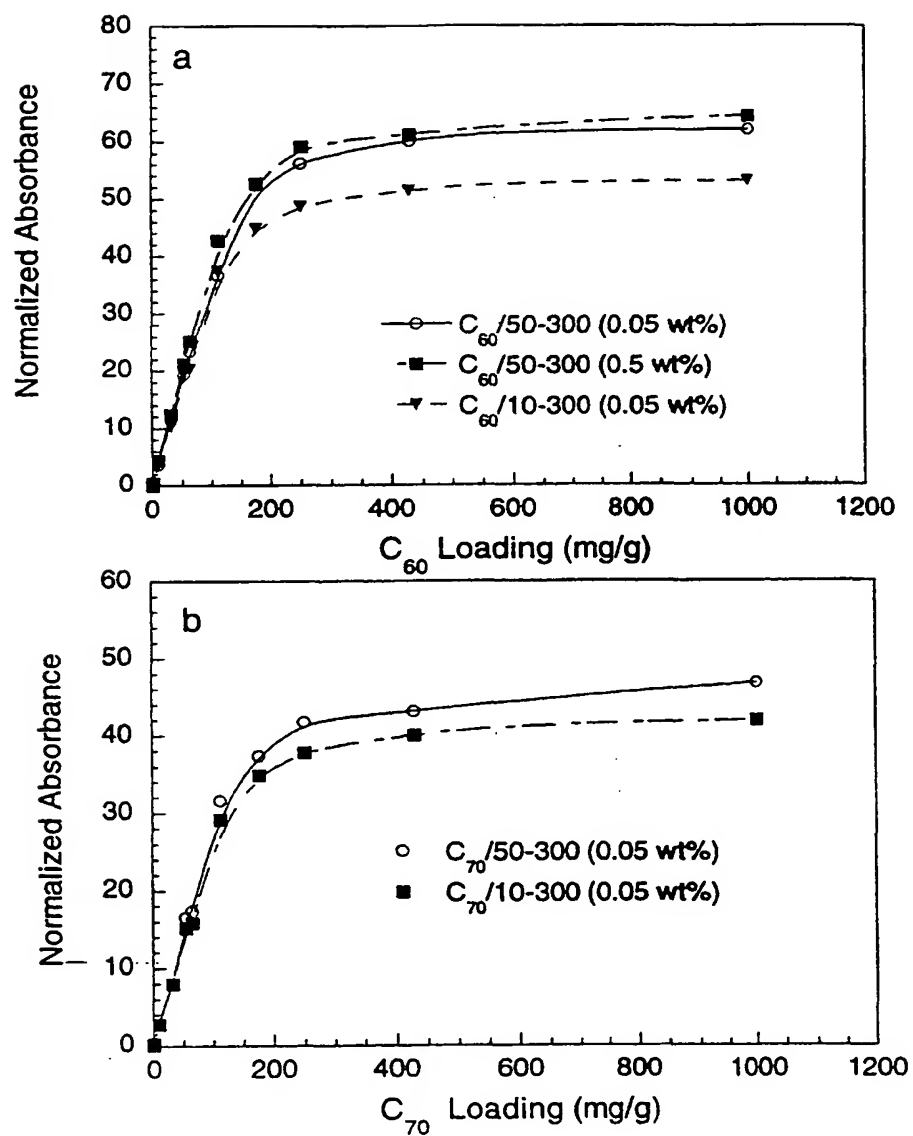 80
a
70
60
50
40
30
20
10
0
Normalized Absorbance
C60/50-300 (0.05 wt%)
C60/50-300 (0.5 wt%)
C60/10-300 (0.05 wt%)
0 200 400 600 800 1000 1200
C60 Loading (mg/g)
60
b
50
40
30
20
10
0
Normalized Absorbance
C70/50-300 (0.05 wt%)
C70/10-300 (0.05 wt%)
0 200 400 600 800 1000 1200
C70 Loading (mg/g)